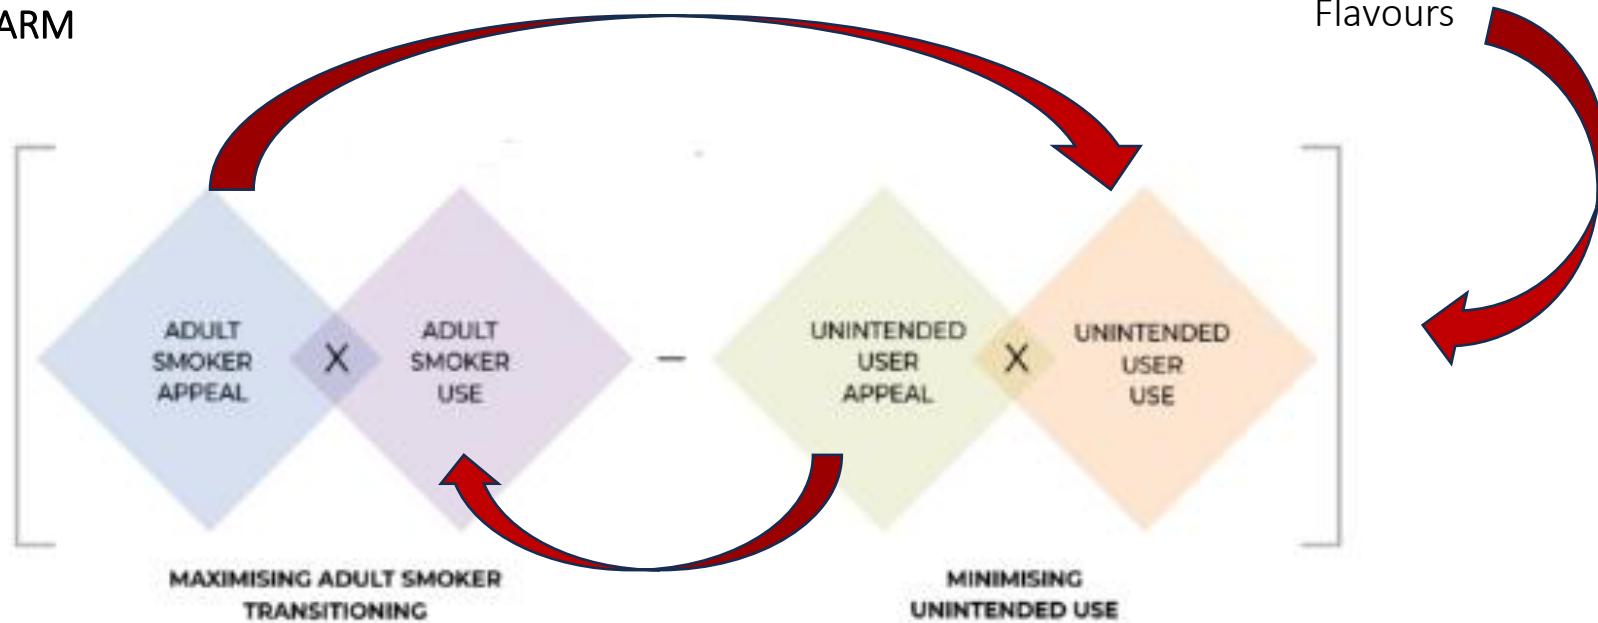 ARM
Flavours
ADULT
SMOKER
APPEAL
X
ADULT
SMOKER
USE
–
UNINTENDED
USER
APPEAL
X
UNINTENDED
USER
USE
MAXIMISING ADULT SMOKER
TRANSITIONING
MINIMISING
UNINTENDED USE